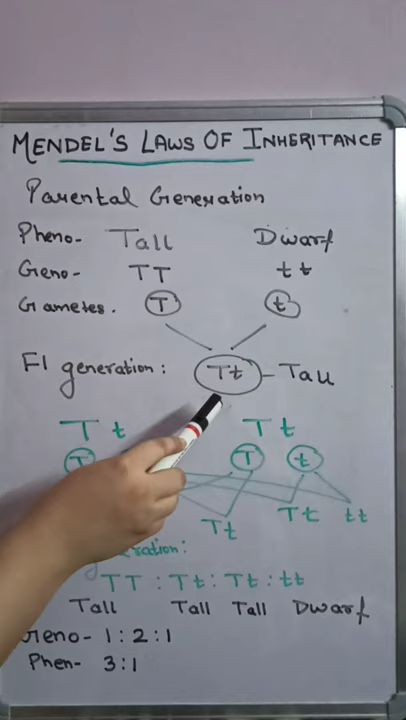 MENDEL'S LAWS OF INHERITANCE
Parental Generation
Pheno- Tall Dwarf
Geno- TT tt
Gametes. T t
F1 generation: Tt - Tall
T t T t
T T t
Tt Tt tt
TT : Tt : Tt : tt
Tall Tall Tall Dwarf
Geno- 1:2:1
Phen- 3:1